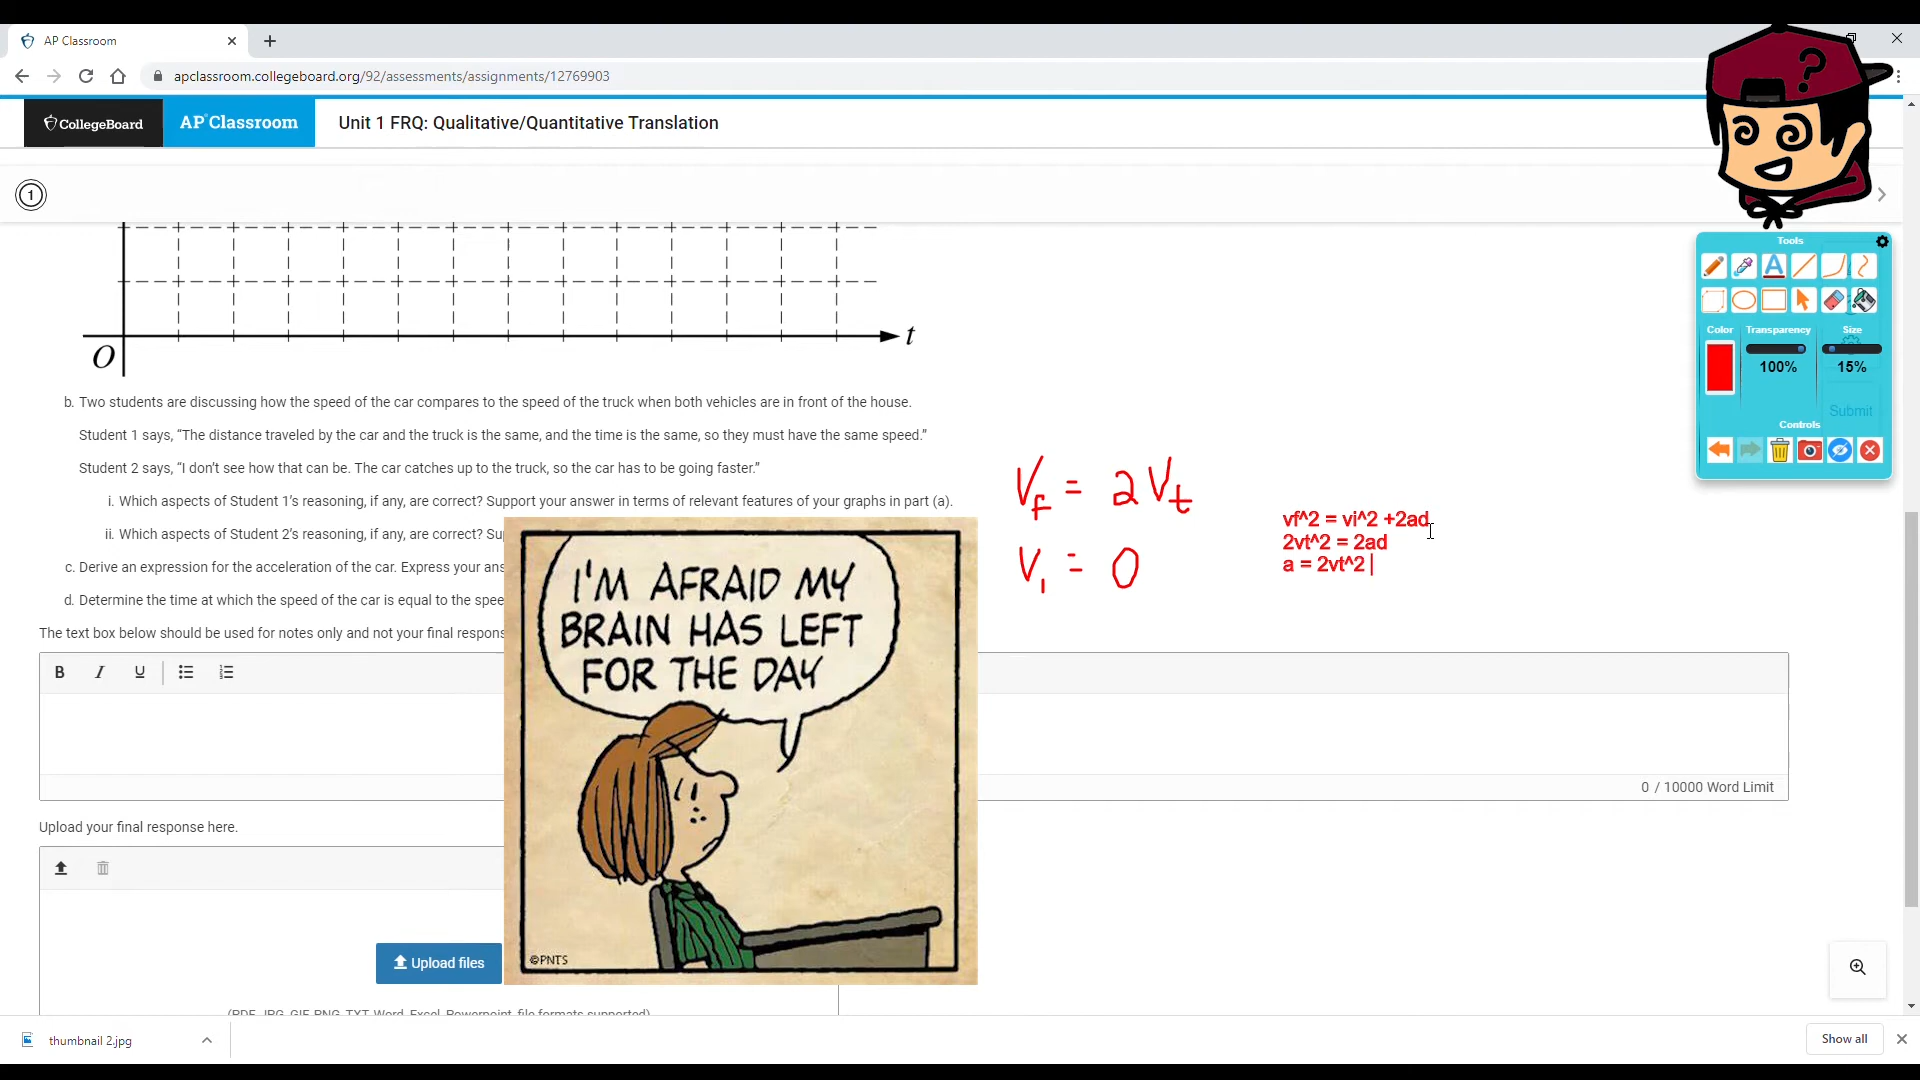 AP Classroom
apclassroom.collegeboard.org/92/assessments/assignments/12769903
CollegeBoard
AP Classroom
Unit 1 FRQ: Qualitative/Quantitative Translation
?
1
Tools
Color Transparency Size
100% 15%
Submit
Controls
t
O
b. Two students are discussing how the speed of the car compares to the speed of the truck when both vehicles are in front of the house.
Student 1 says, “The distance traveled by the car and the truck is the same, and the time is the same, so they must have the same speed.”
Student 2 says, “I don’t see how that can be. The car catches up to the truck, so the car has to be going faster.”
i. Which aspects of Student 1’s reasoning, if any, are correct? Support your answer in terms of relevant features of your graphs in part (a).
ii. Which aspects of Student 2’s reasoning, if any, are correct? Su
c. Derive an expression for the acceleration of the car. Express your ans
d. Determine the time at which the speed of the car is equal to the spee
The text box below should be used for notes only and not your final respons
Vf = 2Vt
V1 = 0
vf^2 = vi^2 +2ad
2vt^2 = 2ad
a = 2vt^2
I'M AFRAID MY
BRAIN HAS LEFT
FOR THE DAY
©PNTS
B I U
0 / 10000 Word Limit
Upload your final response here.
Upload files
(PDF, JPG, GIF, PNG, TXT, Word, Excel, Powerpoint, file formats supported)
thumbnail 2.jpg
Show all